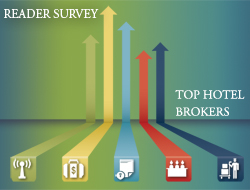 READER SURVEY
TOP HOTEL
BROKERS
$
?